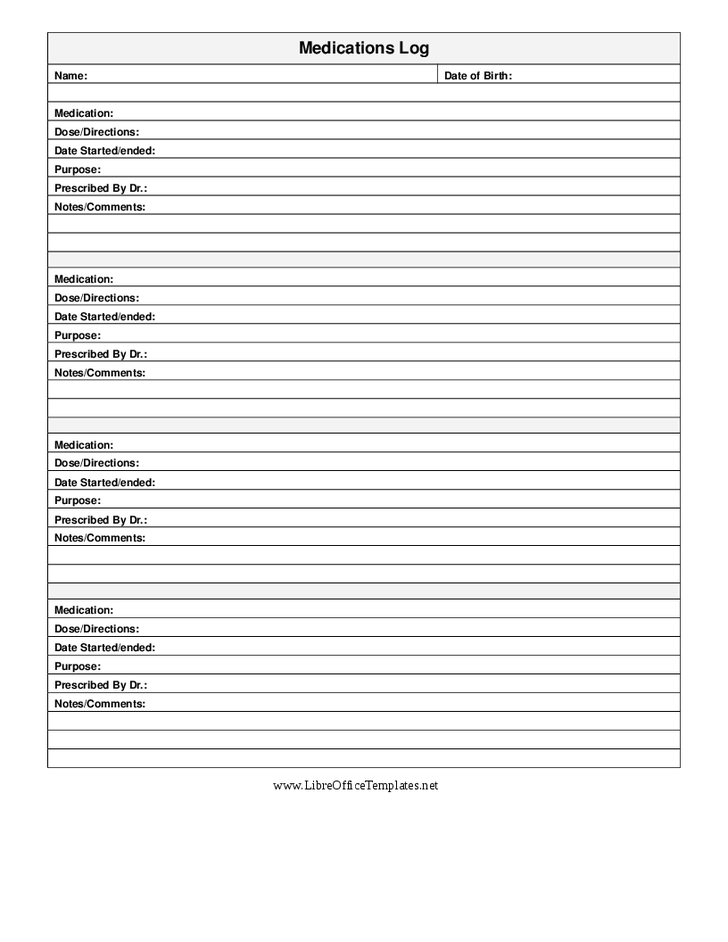 Medications Log
Name: Date of Birth:
Medication:
Dose/Directions:
Date Started/ended:
Purpose:
Prescribed By Dr.:
Notes/Comments:
Medication:
Dose/Directions:
Date Started/ended:
Purpose:
Prescribed By Dr.:
Notes/Comments:
Medication:
Dose/Directions:
Date Started/ended:
Purpose:
Prescribed By Dr.:
Notes/Comments:
Medication:
Dose/Directions:
Date Started/ended:
Purpose:
Prescribed By Dr.:
Notes/Comments:
www.LibreOfficeTemplates.net